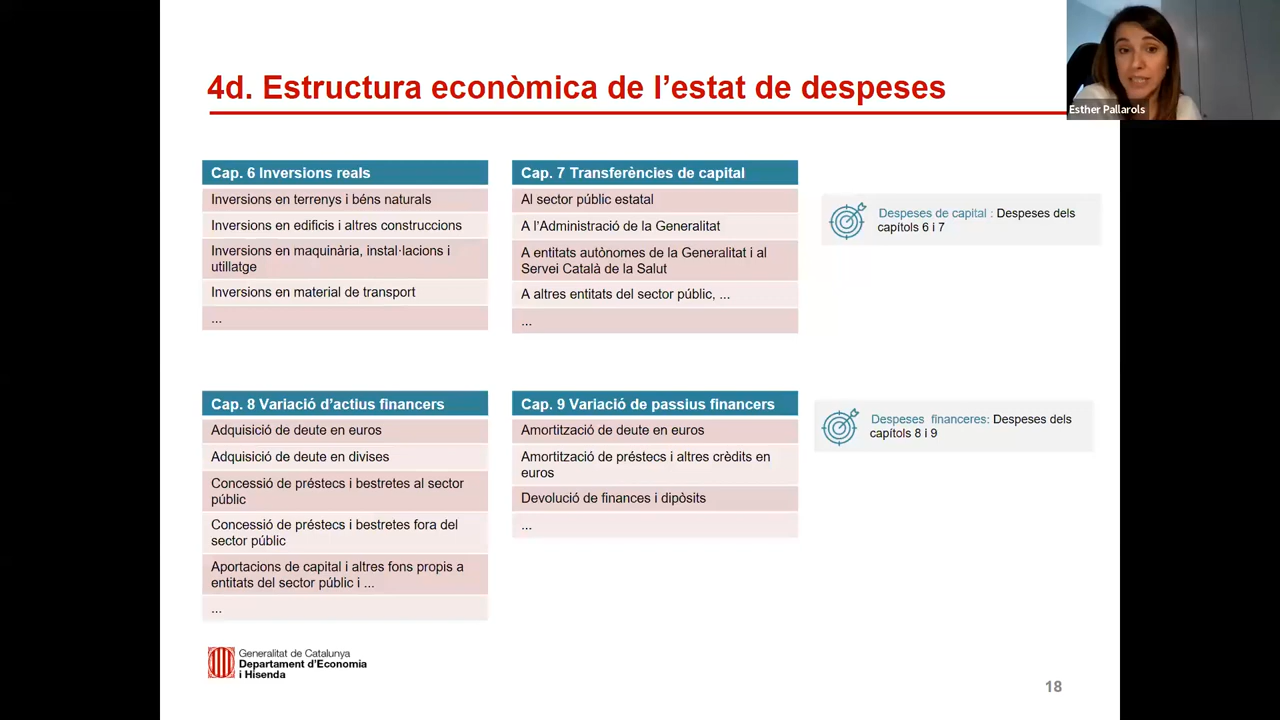 4d. Estructura econòmica de l’estat de despeses
Esther Pallarols
Cap. 6 Inversions reals
Inversions en terrenys i béns naturals
Inversions en edificis i altres construccions
Inversions en maquinària, instal·lacions i
utillatge
Inversions en material de transport
...
Cap. 7 Transferències de capital
Al sector públic estatal
A l’Administració de la Generalitat
A entitats autònomes de la Generalitat i al
Servei Català de la Salut
A altres entitats del sector públic, ...
...
Despeses de capital : Despeses dels
capítols 6 i 7
Cap. 8 Variació d’actius financers
Adquisició de deute en euros
Adquisició de deute en divises
Concessió de préstecs i bestretes al sector
públic
Concessió de préstecs i bestretes fora del
sector públic
Aportacions de capital i altres fons propis a
entitats del sector públic i ...
...
Cap. 9 Variació de passius financers
Amortització de deute en euros
Amortització de préstecs i altres crèdits en
euros
Devolució de finances i dipòsits
...
Despeses financeres: Despeses dels
capítols 8 i 9
Generalitat de Catalunya
Departament d’Economia
i Hisenda
18